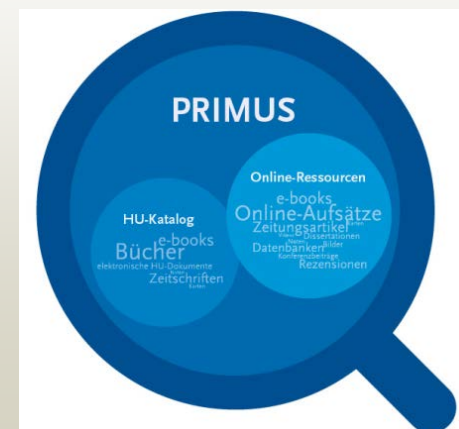 PRIMUS
HU-Katalog
e-books
Bücher
elektronische HU-Dokumente
Zeitschriften
Online-Ressourcen
e-books
Online-Aufsätze
Zeitungsartikel
Dissertationen
Bilder
Datenbanken
Konferenzbeiträge
Rezensionen